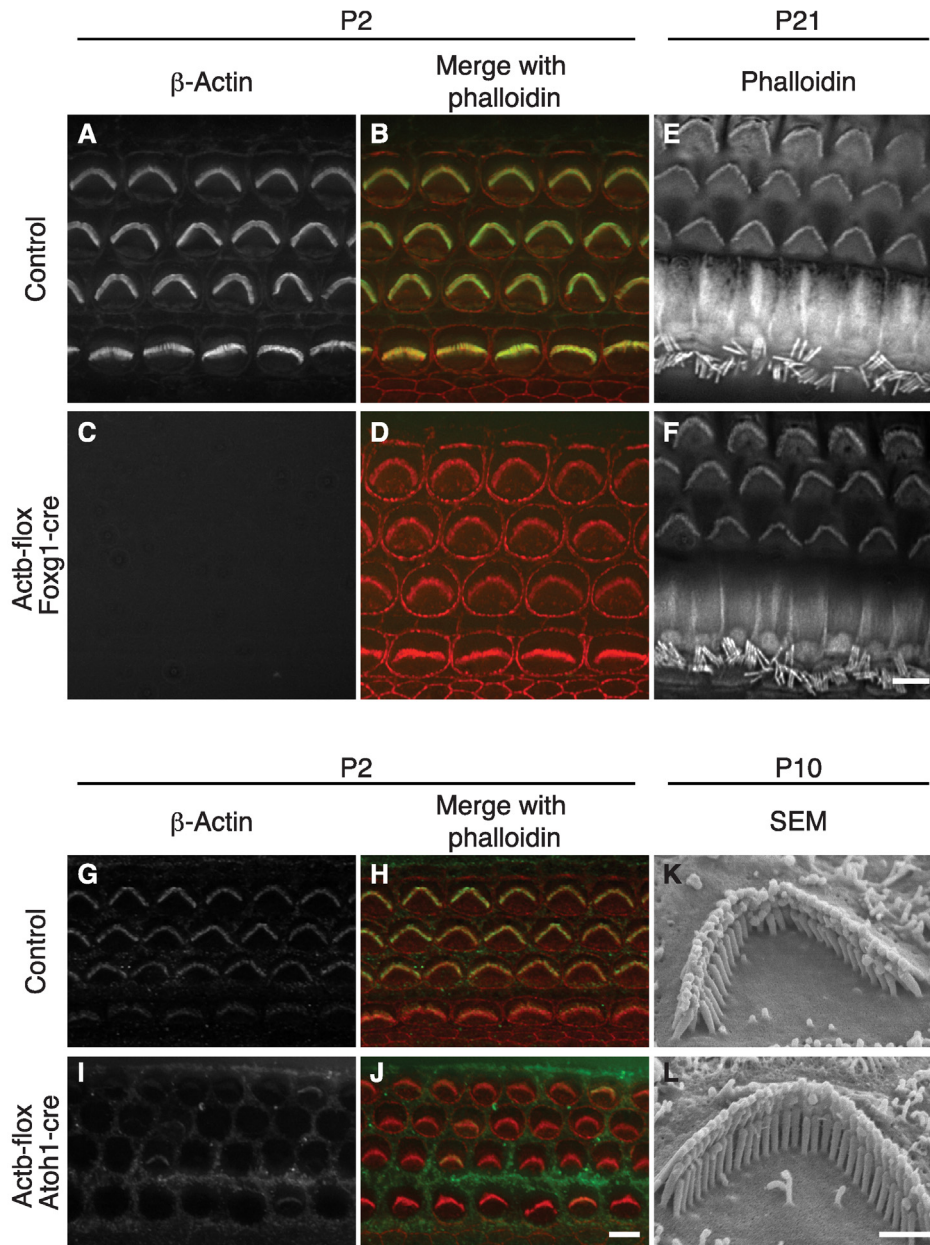 P2
P21
β-Actin
Merge with
phalloidin
Phalloidin
Control
A
B
E
Actb-flox
Foxg1-cre
C
D
F
P2
P10
β-Actin
Merge with
phalloidin
SEM
Control
G
H
K
Actb-flox
Atoh1-cre
I
J
L